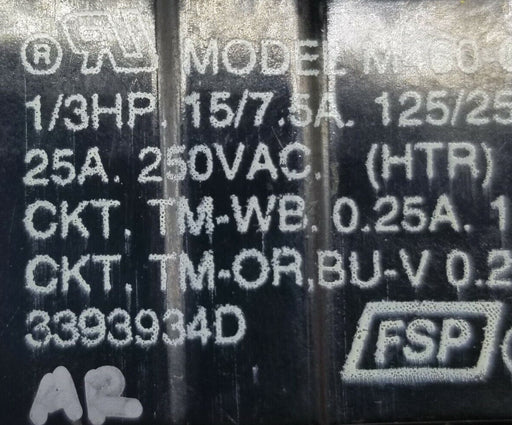 ® MODEL M460-
1/3HP. 15/7.5A. 125/25
25A. 250VAC. (HTR)
CKT. TM-WB. 0.25A. 1
CKT. TM-OR,BU-V 0.2
3393934D
FSP
AR